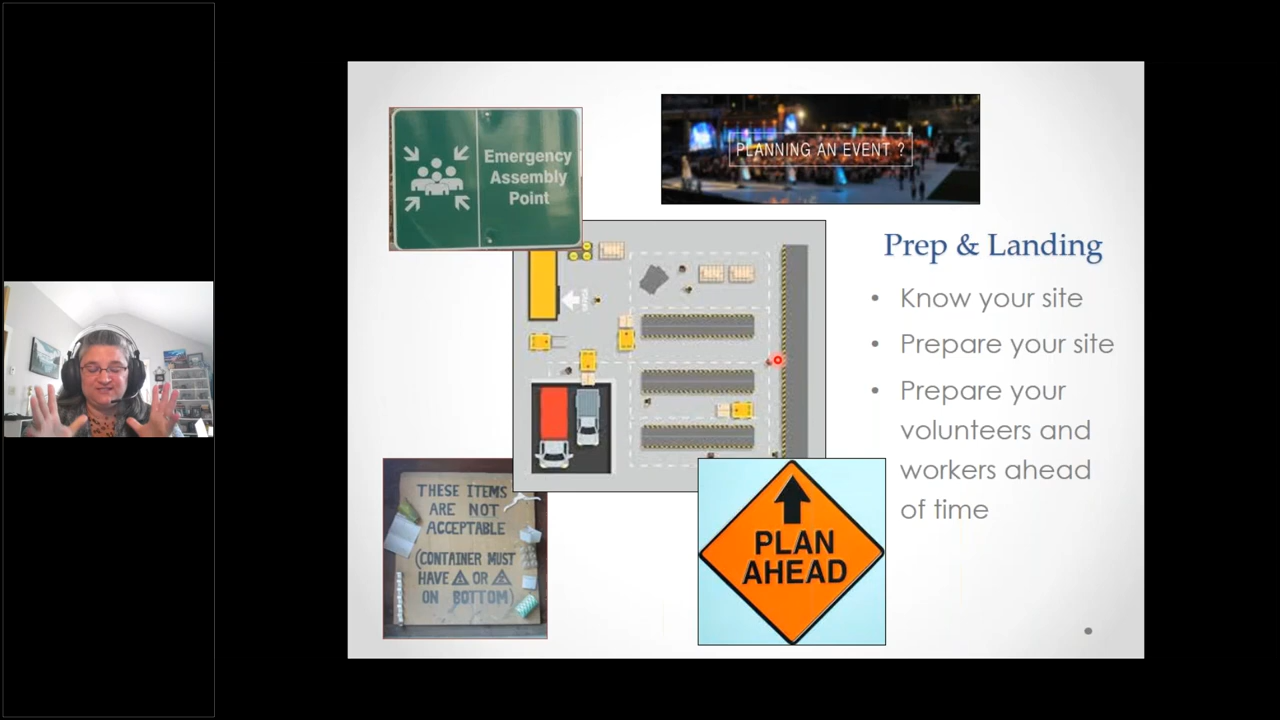 Emergency
Assembly
Point
PLANNING AN EVENT ?
Prep & Landing
• Know your site
• Prepare your site
• Prepare your
volunteers and
workers ahead
of time
THESE ITEMS
ARE NOT
ACCEPTABLE
(CONTAINER MUST
HAVE OR
ON BOTTOM)
PLAN
AHEAD